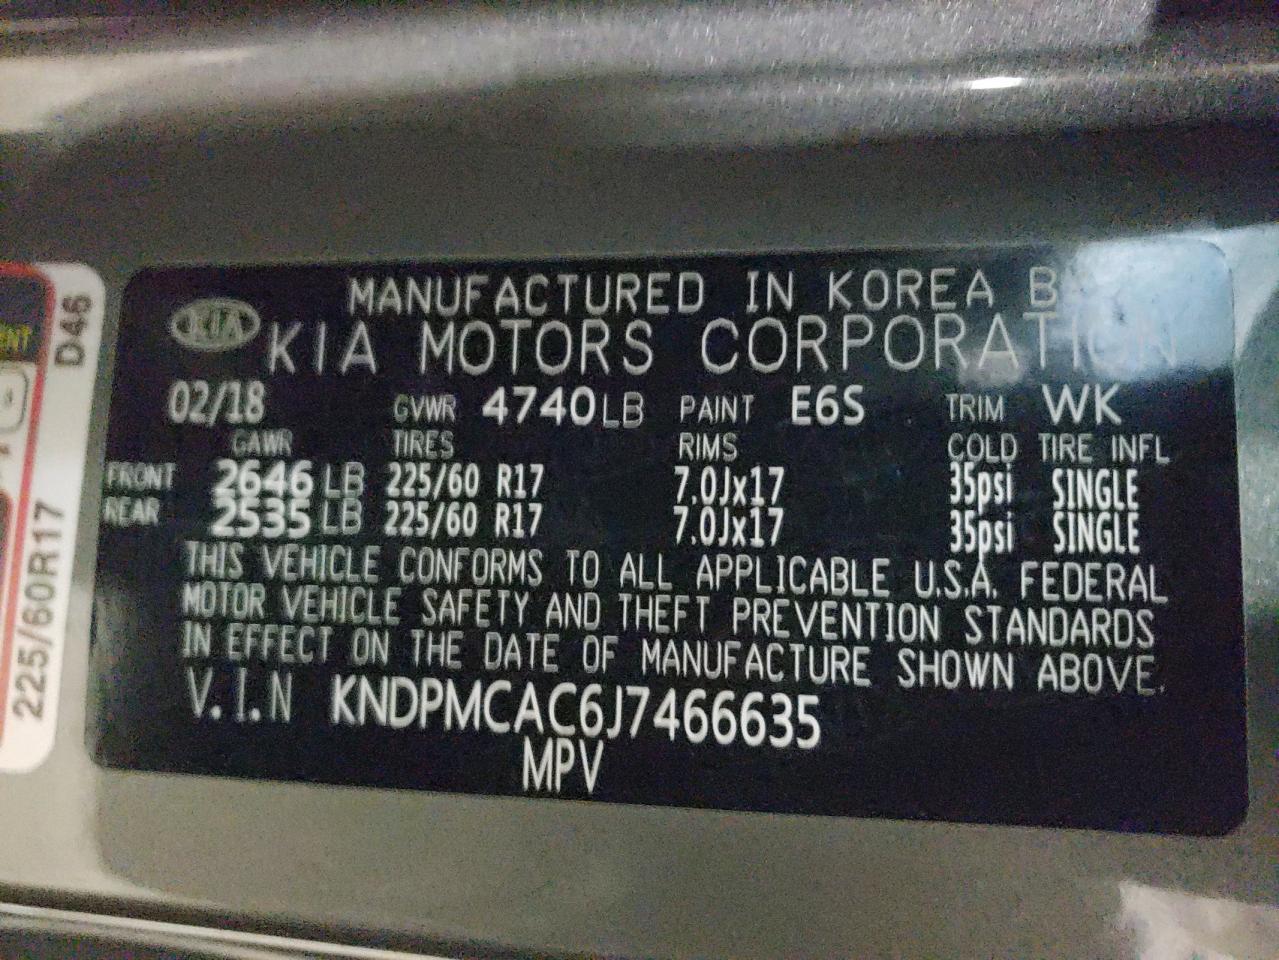 MANUFACTURED IN KOREA BY
KIA KIA MOTORS CORPORATION
02/18 GVWR 4740LB PAINT E6S TRIM WK
GAWR TIRES RIMS COLD TIRE INFL
FRONT 2646 LB 225/60 R17 7.0Jx17 35psi SINGLE
REAR 2535 LB 225/60 R17 7.0Jx17 35psi SINGLE
THIS VEHICLE CONFORMS TO ALL APPLICABLE U.S.A. FEDERAL
MOTOR VEHICLE SAFETY AND THEFT PREVENTION STANDARDS
IN EFFECT ON THE DATE OF MANUFACTURE SHOWN ABOVE.
V.I.N KNDPMCAC6J7466635
MPV
225/60R17 D46